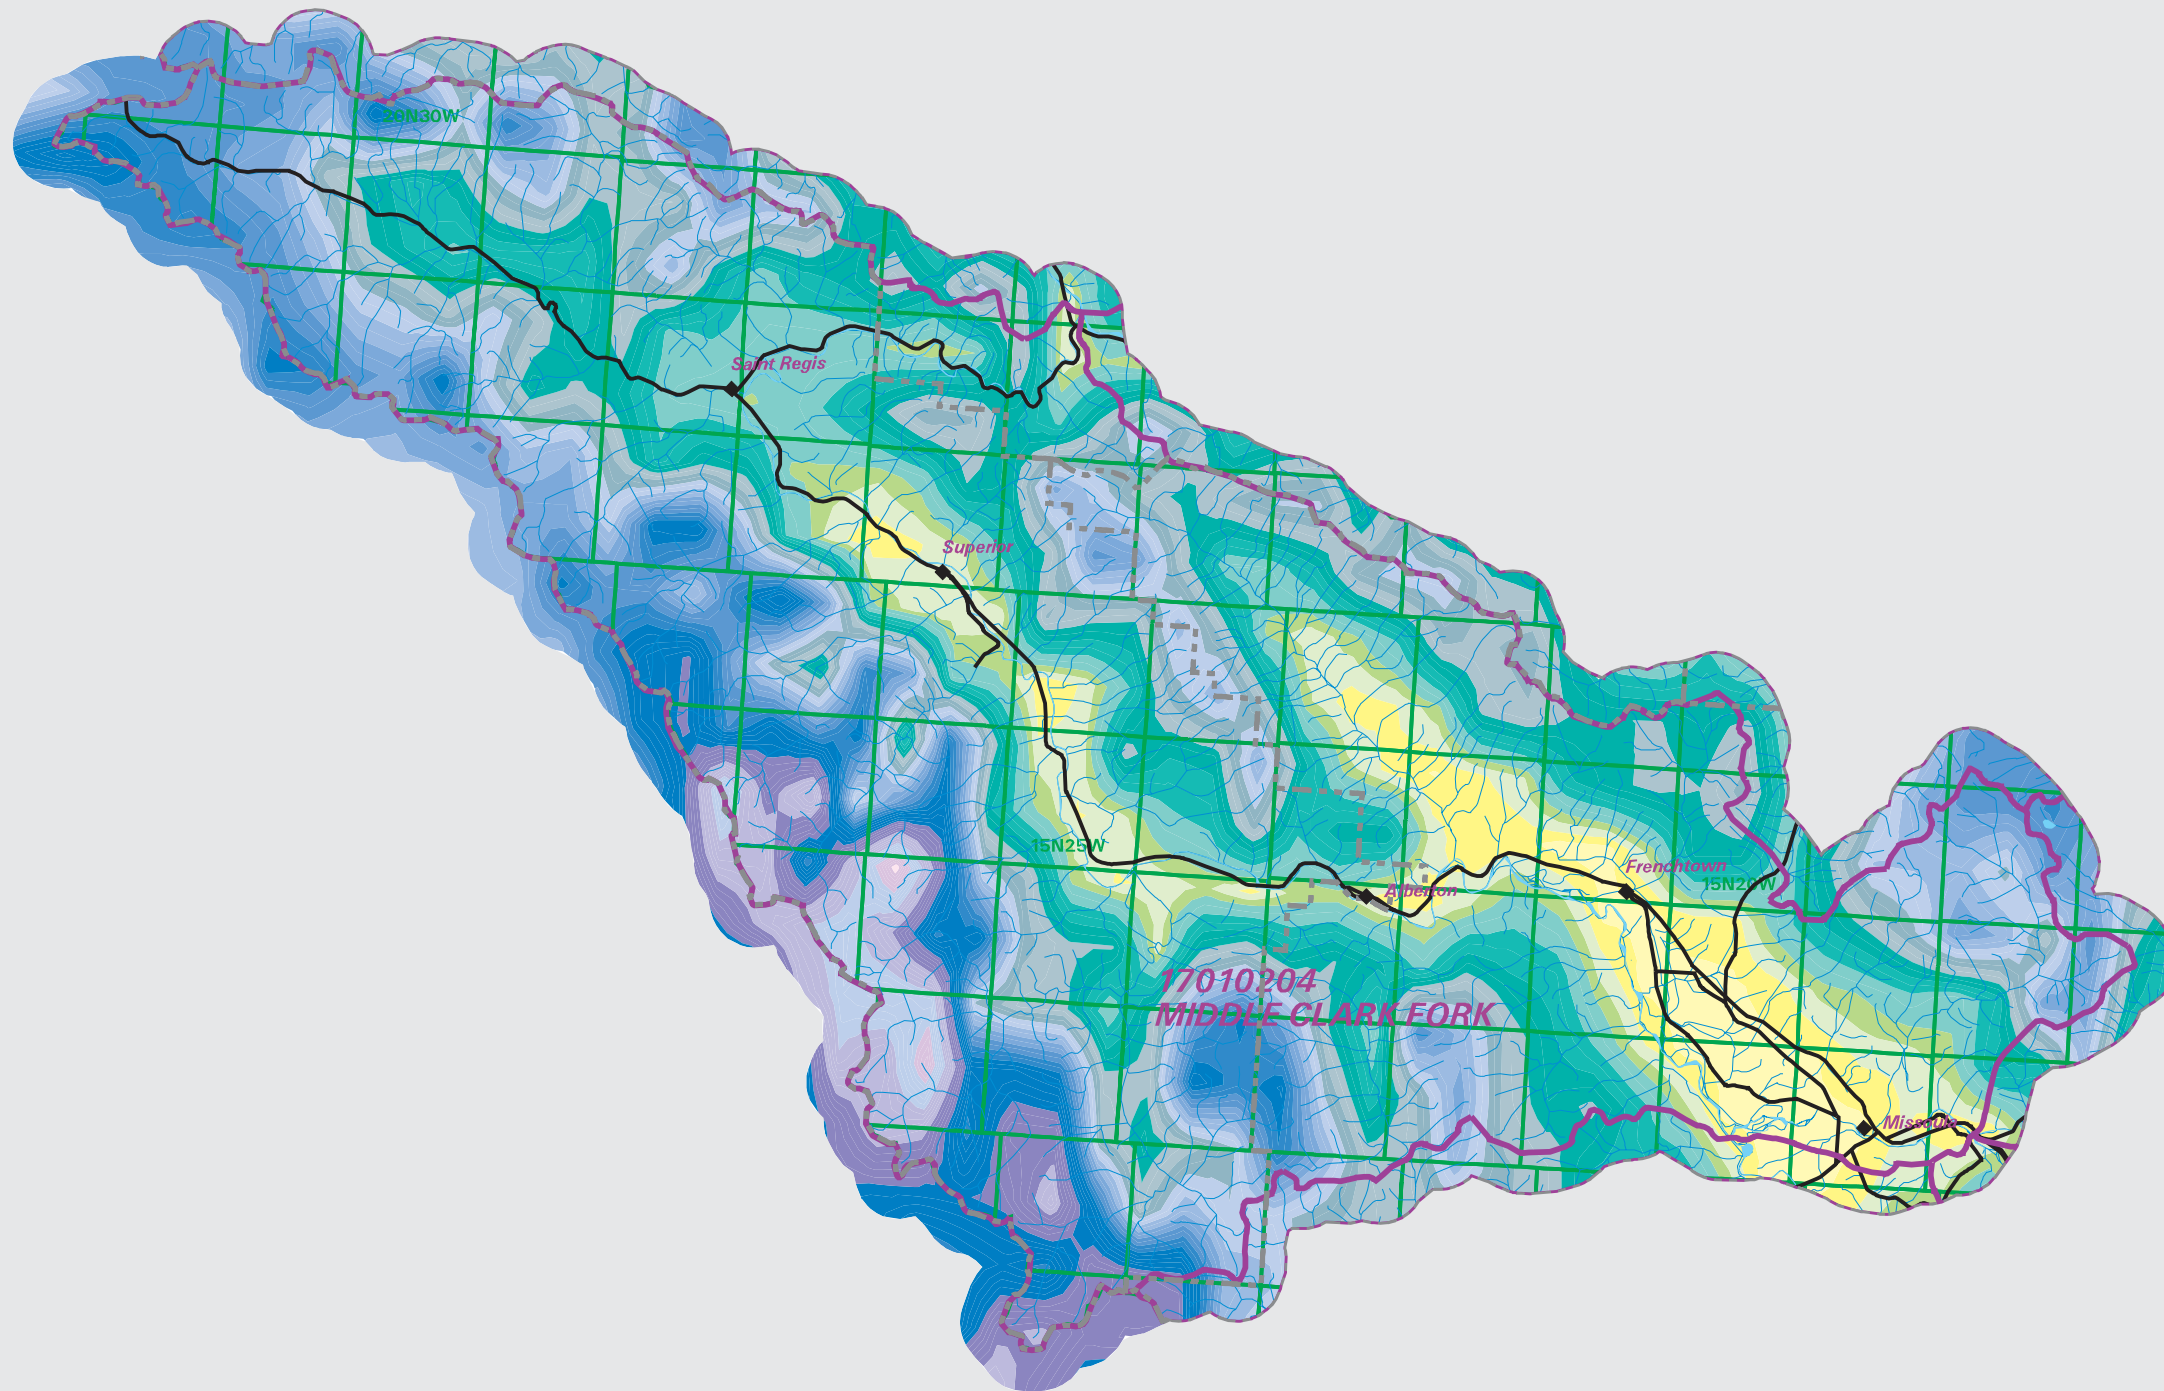 20N30W
Saint Regis
Superior
15N25W
Frenchtown
15N20W
Alberton
17010204
MIDDLE CLARK FORK
Missoula